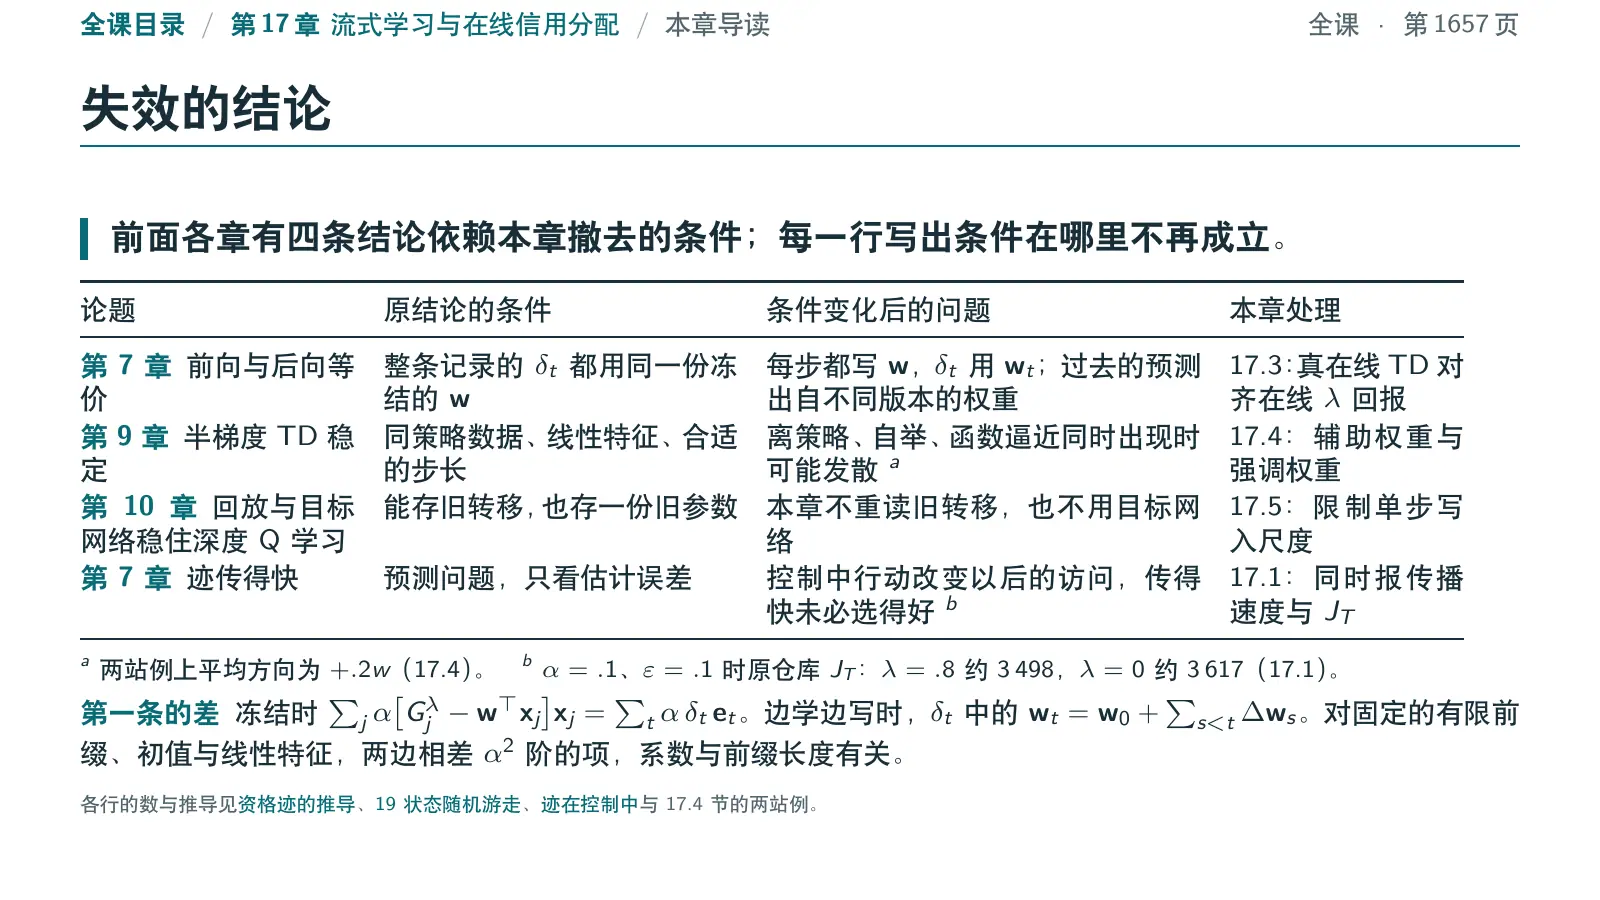 全课目录 / 第 17 章 流式学习与在线信用分配 / 本章导读
全课 · 第 1657 页
失效的结论
前面各章有四条结论依赖本章撤去的条件；每一行写出条件在哪里不再成立。
论题 原结论的条件 条件变化后的问题 本章处理
第 7 章 前向与后向等价 整条记录的 δ_t 都用同一份冻结的 w 每步都写 w，δ_t 用 w_t；过去的预测出自不同版本的权重 17.3：真在线 TD 对齐在线 λ 回报
第 9 章 半梯度 TD 稳定 同策略数据、线性特征、合适的步长 离策略、自举、函数逼近同时出现时可能发散 ^a 17.4：辅助权重与强调权重
第 10 章 回放与目标网络稳住深度 Q 学习 能存旧转移，也存一份旧参数 本章不重读旧转移，也不用目标网络 17.5：限制单步写入尺度
第 7 章 迹传得快 预测问题，只看估计误差 控制中行动改变以后的访问，传得快未必选得好 ^b 17.1：同时报传播速度与 J_T
^a 两站例上平均方向为 +.2w（17.4）。 ^b α = .1、ε = .1 时原仓库 J_T：λ = .8 约 3 498，λ = 0 约 3 617（17.1）。
第一条的差 冻结时 ∑_j α[G_j^λ − w^⊤x_j]x_j = ∑_t α δ_t e_t。边学边写时，δ_t 中的 w_t = w_0 + ∑_{s<t} Δw_s。对固定的有限前
缀、初值与线性特征，两边相差 α² 阶的项，系数与前缀长度有关。
各行的数与推导见资格迹的推导、19 状态随机游走、迹在控制中与 17.4 节的两站例。